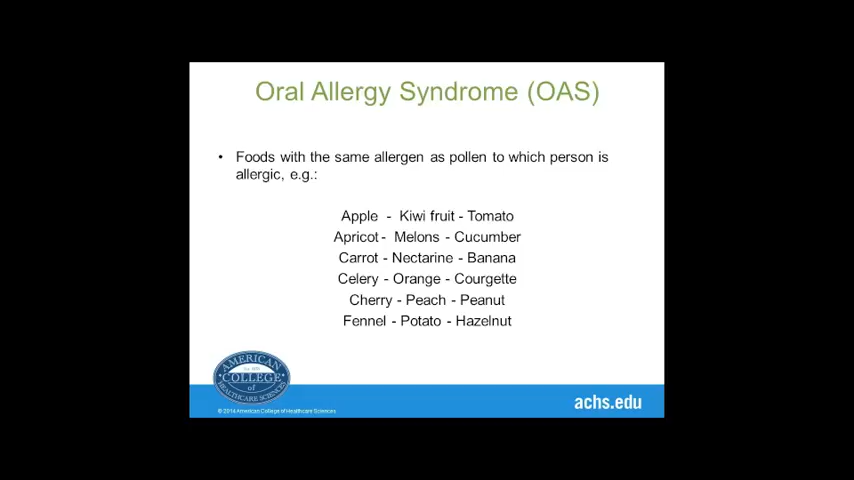 Oral Allergy Syndrome (OAS)
• Foods with the same allergen as pollen to which person is
allergic, e.g.:
Apple - Kiwi fruit - Tomato
Apricot - Melons - Cucumber
Carrot - Nectarine - Banana
Celery - Orange - Courgette
Cherry - Peach - Peanut
Fennel - Potato - Hazelnut
AMERICAN
COLLEGE
of
HEALTHCARE SCIENCES
achs.edu
© 2014 American College of Healthcare Sciences